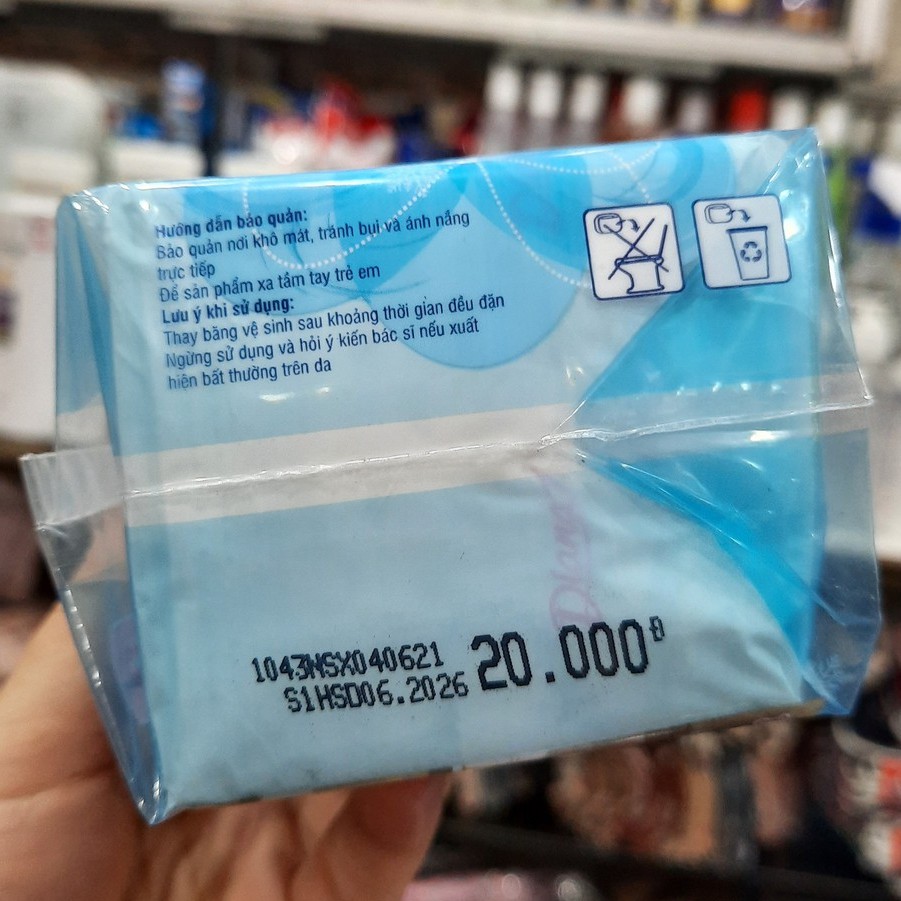 Hướng dẫn bảo quản:
Bảo quản nơi khô mát, tránh bụi và ánh nắng
trực tiếp
Để sản phẩm xa tầm tay trẻ em
Lưu ý khi sử dụng:
Thay băng vệ sinh sau khoảng thời gian đều đặn
Ngừng sử dụng và hỏi ý kiến bác sĩ nếu xuất
hiện bất thường trên da
1043NSX040621
S1HSD06.2026
20.000Đ
Diana